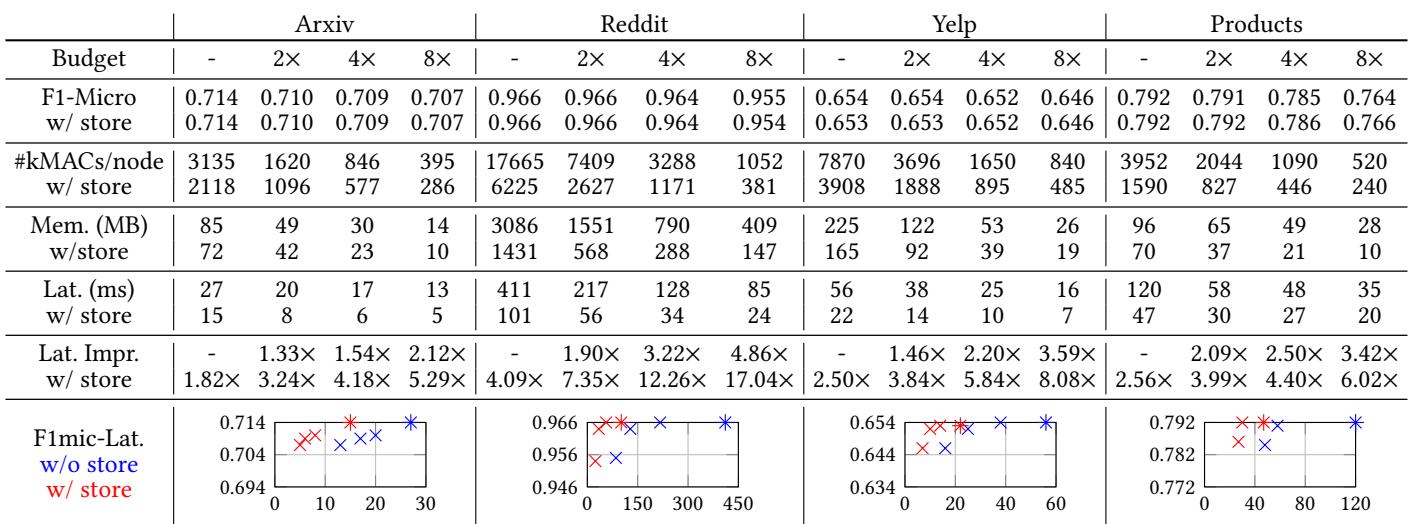 Arxiv Reddit Yelp Products
Budget - 2× 4× 8× - 2× 4× 8× - 2× 4× 8× - 2× 4× 8×
F1-Micro 0.714 0.710 0.709 0.707 0.966 0.966 0.964 0.955 0.654 0.654 0.652 0.646 0.792 0.791 0.785 0.764
w/ store 0.714 0.710 0.709 0.707 0.966 0.966 0.964 0.954 0.653 0.653 0.652 0.646 0.792 0.792 0.786 0.766
#kMACs/node 3135 1620 846 395 17665 7409 3288 1052 7870 3696 1650 840 3952 2044 1090 520
w/ store 2118 1096 577 286 6225 2627 1171 381 3908 1888 895 485 1590 827 446 240
Mem. (MB) 85 49 30 14 3086 1551 790 409 225 122 53 26 96 65 49 28
w/store 72 42 23 10 1431 568 288 147 165 92 39 19 70 37 21 10
Lat. (ms) 27 20 17 13 411 217 128 85 56 38 25 16 120 58 48 35
w/ store 15 8 6 5 101 56 34 24 22 14 10 7 47 30 27 20
Lat. Impr. - 1.33× 1.54× 2.12× - 1.90× 3.22× 4.86× - 1.46× 2.20× 3.59× - 2.09× 2.50× 3.42×
w/ store 1.82× 3.24× 4.18× 5.29× 4.09× 7.35× 12.26× 17.04× 2.50× 3.84× 5.84× 8.08× 2.56× 3.99× 4.40× 6.02×
F1mic-Lat.
w/o store
w/ store
0.714 0.966 0.654 0.792
0.704 0.956 0.644 0.782
0.694 0.946 0.634 0.772
0 10 20 30 0 150 300 450 0 20 40 60 0 40 80 120